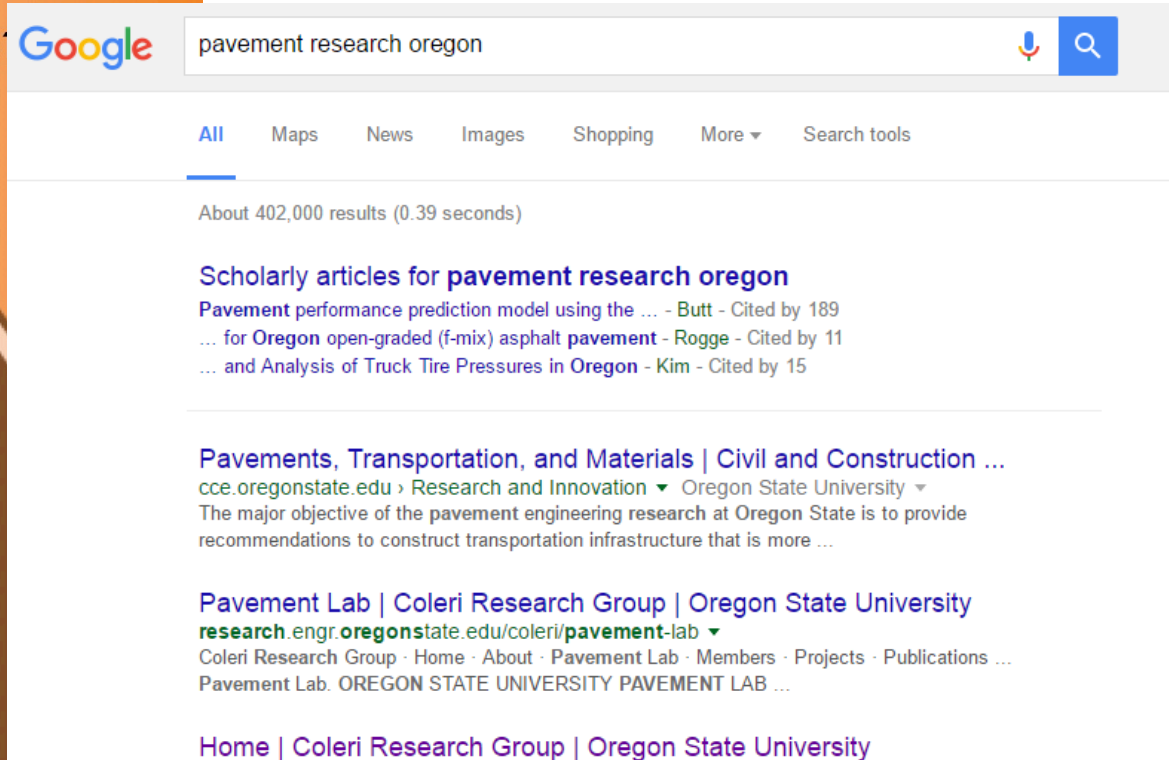 Google
pavement research oregon
All Maps News Images Shopping More ▾ Search tools
About 402,000 results (0.39 seconds)
Scholarly articles for pavement research oregon
Pavement performance prediction model using the ... - Butt - Cited by 189
... for Oregon open-graded (f-mix) asphalt pavement - Rogge - Cited by 11
... and Analysis of Truck Tire Pressures in Oregon - Kim - Cited by 15
Pavements, Transportation, and Materials | Civil and Construction ...
cce.oregonstate.edu › Research and Innovation ▾ Oregon State University ▾
The major objective of the pavement engineering research at Oregon State is to provide
recommendations to construct transportation infrastructure that is more ...
Pavement Lab | Coleri Research Group | Oregon State University
research.engr.oregonstate.edu/coleri/pavement-lab ▾
Coleri Research Group · Home · About · Pavement Lab · Members · Projects · Publications ...
Pavement Lab. OREGON STATE UNIVERSITY PAVEMENT LAB ...
Home | Coleri Research Group | Oregon State University